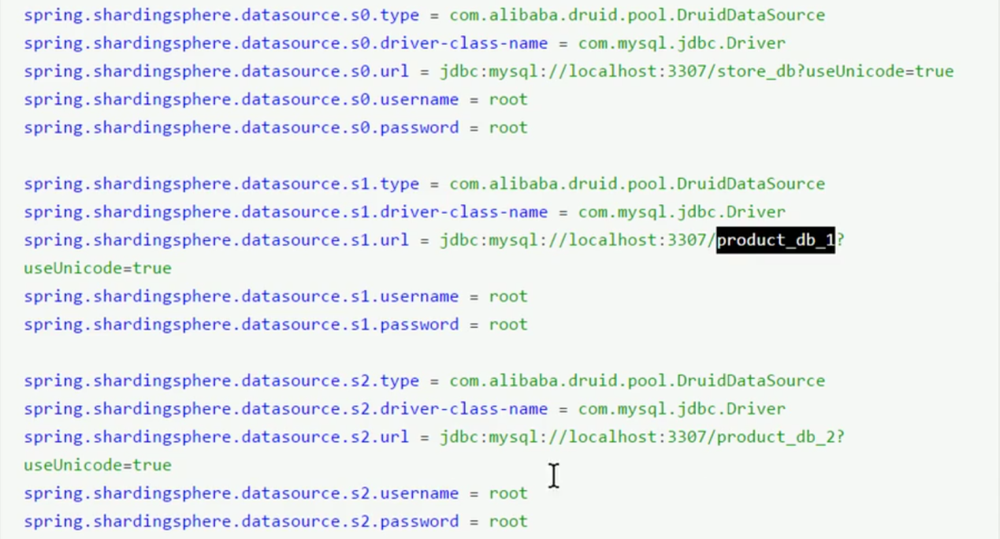 spring.shardingsphere.datasource.s0.type = com.alibaba.druid.pool.DruidDataSource
spring.shardingsphere.datasource.s0.driver-class-name = com.mysql.jdbc.Driver
spring.shardingsphere.datasource.s0.url = jdbc:mysql://localhost:3307/store_db?useUnicode=true
spring.shardingsphere.datasource.s0.username = root
spring.shardingsphere.datasource.s0.password = root
spring.shardingsphere.datasource.s1.type = com.alibaba.druid.pool.DruidDataSource
spring.shardingsphere.datasource.s1.driver-class-name = com.mysql.jdbc.Driver
spring.shardingsphere.datasource.s1.url = jdbc:mysql://localhost:3307/product_db_1?
useUnicode=true
spring.shardingsphere.datasource.s1.username = root
spring.shardingsphere.datasource.s1.password = root
spring.shardingsphere.datasource.s2.type = com.alibaba.druid.pool.DruidDataSource
spring.shardingsphere.datasource.s2.driver-class-name = com.mysql.jdbc.Driver
spring.shardingsphere.datasource.s2.url = jdbc:mysql://localhost:3307/product_db_2?
useUnicode=true
spring.shardingsphere.datasource.s2.username = root
spring.shardingsphere.datasource.s2.password = root